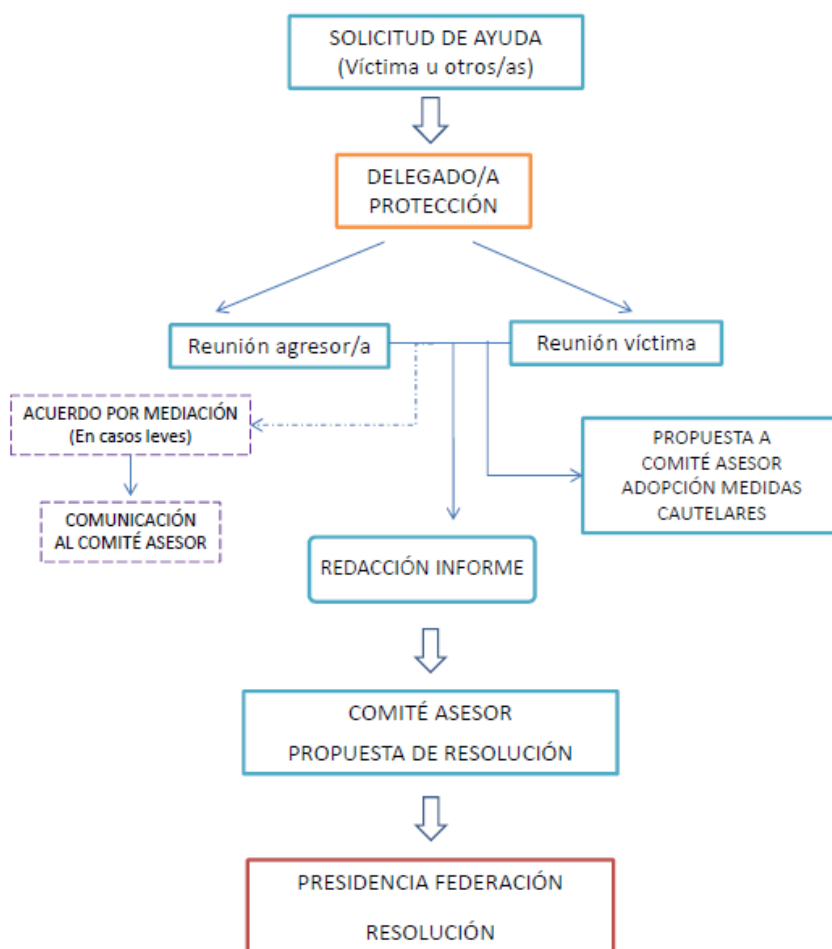 SOLICITUD DE AYUDA
(Víctima u otros/as)
DELEGADO/A
PROTECCIÓN
Reunión agresor/a
Reunión víctima
ACUERDO POR MEDIACIÓN
(En casos leves)
COMUNICACIÓN
AL COMITÉ ASESOR
PROPUESTA A
COMITÉ ASESOR
ADOPCIÓN MEDIDAS
CAUTELARES
REDACCIÓN INFORME
COMITÉ ASESOR
PROPUESTA DE RESOLUCIÓN
PRESIDENCIA FEDERACIÓN
RESOLUCIÓN